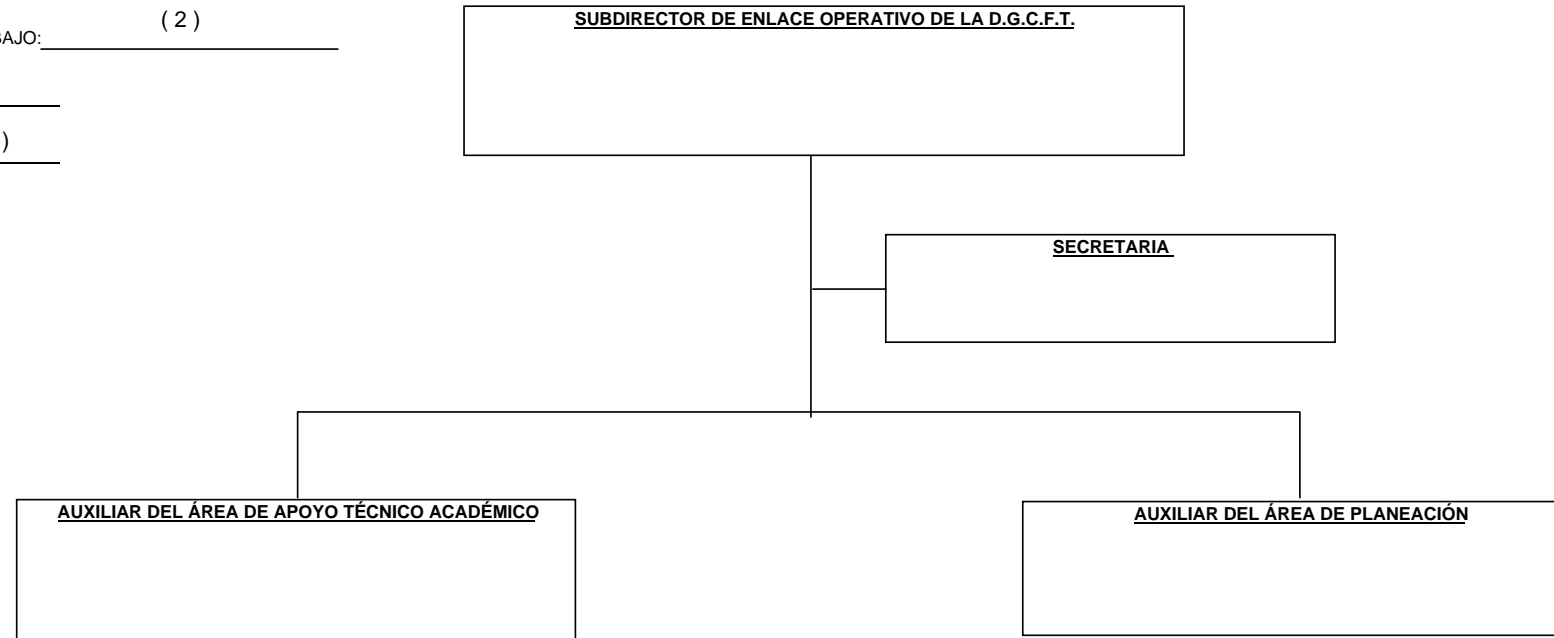 ( 2 )
BAJO:
)
SUBDIRECTOR DE ENLACE OPERATIVO DE LA D.G.C.F.T.
SECRETARIA
AUXILIAR DEL ÁREA DE APOYO TÉCNICO ACADÉMICO
AUXILIAR DEL ÁREA DE PLANEACIÓN